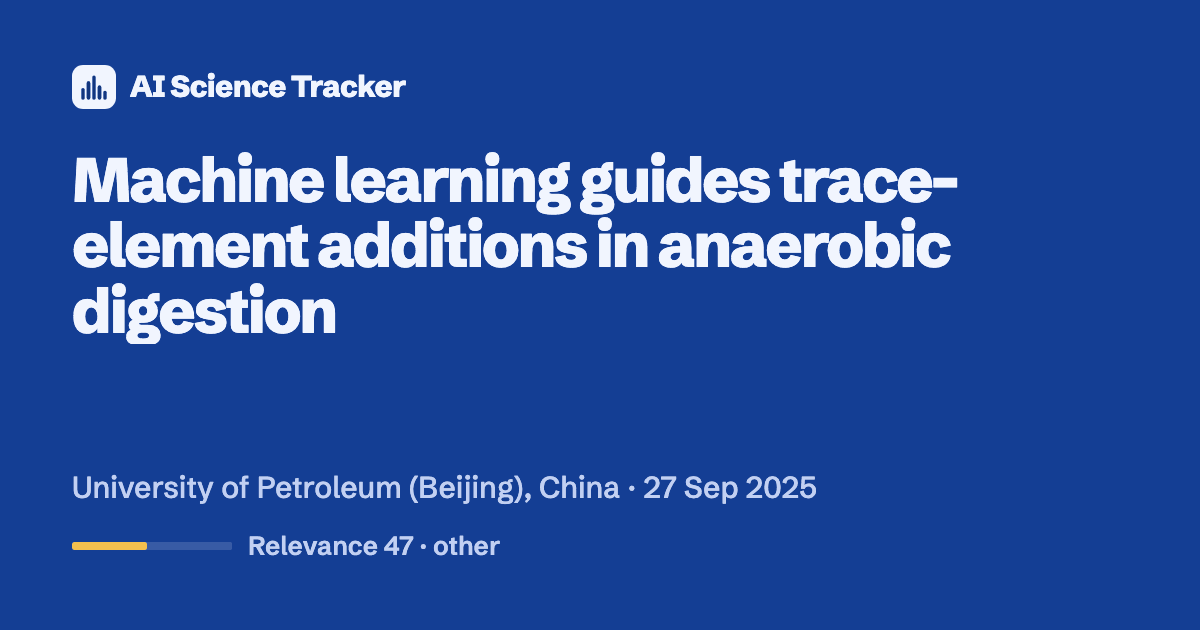 AI Science Tracker
Machine learning guides trace-
element additions in anaerobic
digestion
University of Petroleum (Beijing), China · 27 Sep 2025
Relevance 47 · other